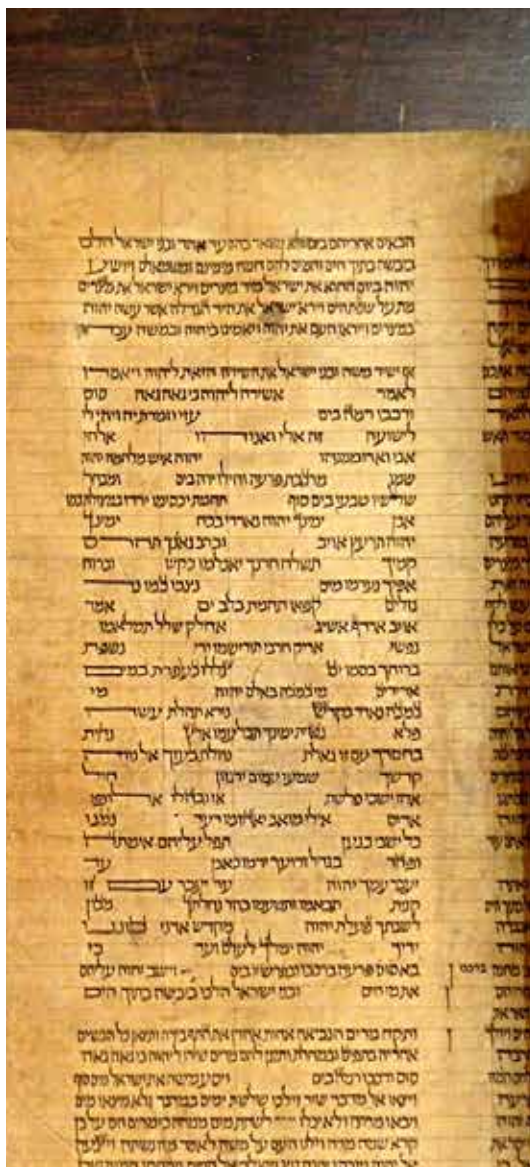 הבאים אחריהם בים לא נשאר בהם עד אחד ובני ישראל הלכו
ביבשה בתוך הים והמים להם חמה מימינם ומשמאלם ויושע
יהוה ביום ההוא את ישראל מיד מצרים וירא ישראל את מצרים
מת על שפת הים וירא ישראל את היד הגדלה אשר עשה יהוה
במצרים וייראו העם את יהוה ויאמינו ביהוה ובמשה עבדו
אז ישיר משה ובני ישראל את השירה הזאת ליהוה ויאמרו
לאמר אשירה ליהוה כי גאה גאה סוס
ורכבו רמה בים עזי וזמרת יה ויהי לי
לישועה זה אלי ואנוהו אלהי
אבי וארממנהו יהוה איש מלחמה יהוה
שמו מרכבת פרעה וחילו ירה בים ומבחר
שלשיו טבעו בים סוף תהמת יכסימו ירדו במצולת כמו
אבן ימינך יהוה נאדרי בכח ימינך
יהוה תרעץ אויב וברב גאונך תהרס
קמיך תשלח חרנך יאכלמו כקש וברוח
אפיך נערמו מים נצבו כמו נד
נזלים קפאו תהמת בלב ים אמר
אויב ארדף אשיג אחלק שלל תמלאמו
נפשי אריק חרבי תורישמו ידי נשפת
ברוחך כסמו ים צללו כעופרת במים
אדירים מי כמכה באלם יהוה מי
כמכה נאדר בקדש נורא תהלת עשה
פלא נטית ימינך תבלעמו ארץ נחית
בחסדך עם זו גאלת נהלת בעזך אל נוה
קדשך שמעו עמים ירגזון חיל
אחז ישבי פלשת אז נבהלו אלופי
אדום אילי מואב יאחזמו רעד נמגו
כל ישבי כנען תפל עליהם אימתה
ופחד בגדל זרועך ידמו כאבן עד
יעבר עמך יהוה עד יעבר עם זו
קנית תבאמו ותטעמו בהר נחלתך מכון
לשבתך פעלת יהוה מקדש אדני כוננו
ידיך יהוה ימלך לעלם ועד כי
בא סוס פרעה ברכבו ובפרשיו בים וישב יהוה עליהם
את מי הים ובני ישראל הלכו ביבשה בתוך הים
ותקח מרים הנביאה אחות אהרן את התף בידה ותצאן כל הנשים
אחריה בתפים ובמחלת ותען להם מרים שירו ליהוה כי גאה גאה
סוס ורכבו רמה בים ויסע משה את ישראל מים סוף
ויצאו אל מדבר שור וילכו שלשת ימים במדבר ולא מצאו מים
ויבאו מרתה ולא יכלו לשתת מים ממרה כי מרים הם על כן
קרא שמה מרה וילנו העם על משה לאמר מה נשתה ויצעק